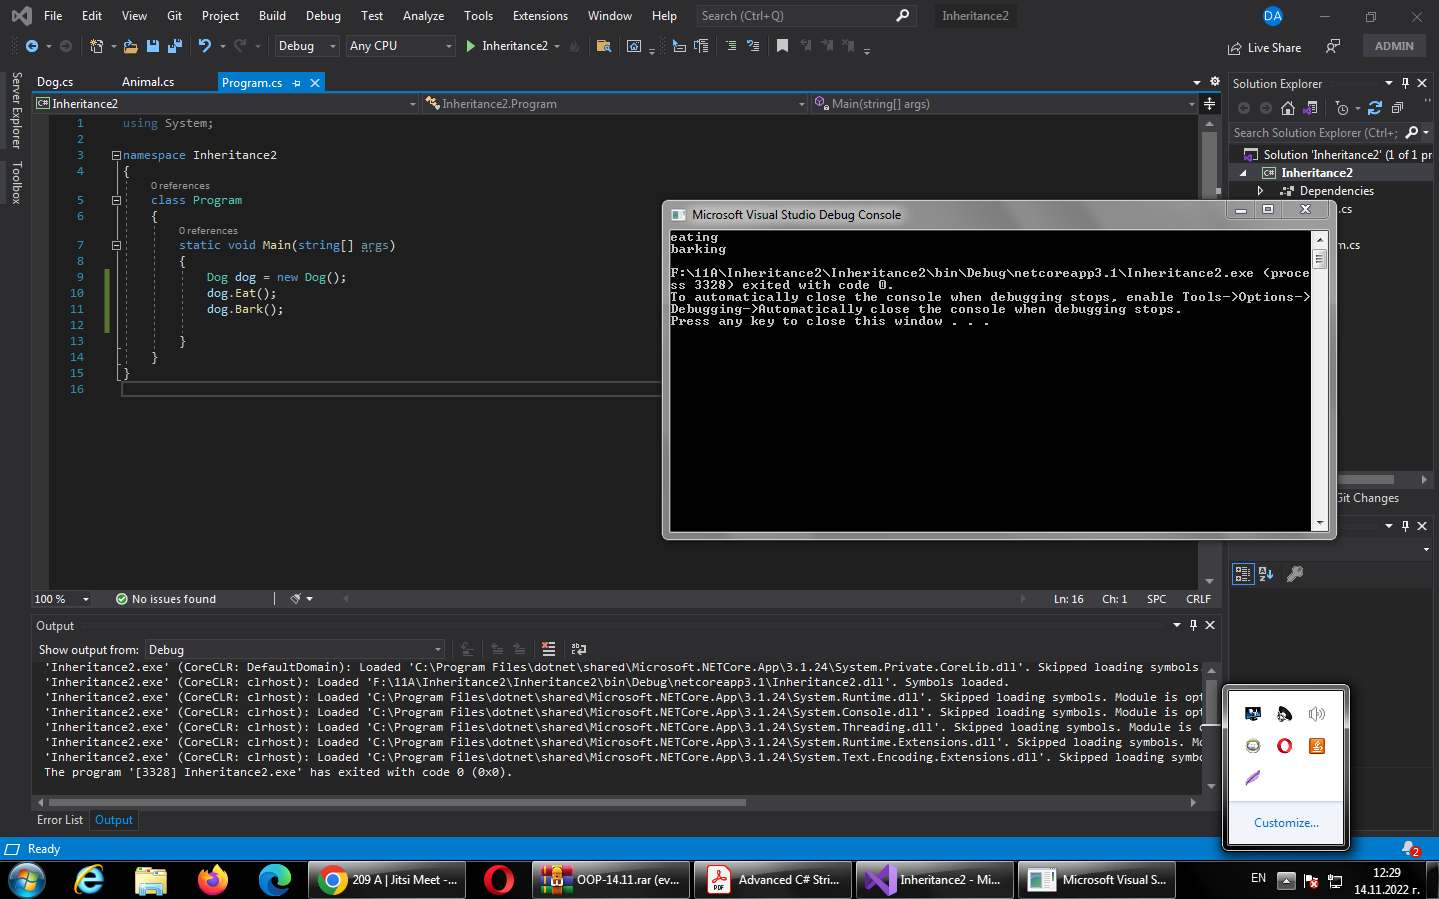 File Edit View Git Project Build Debug Test Analyze Tools Extensions Window Help Search (Ctrl+Q) Inheritance2 DA
Debug Any CPU Inheritance2 Live Share ADMIN
Server Explorer
Toolbox
Dog.cs Animal.cs Program.cs
C# Inheritance2 Inheritance2.Program Main(string[] args)
1 using System;
2
3 namespace Inheritance2
4 {
0 references
5 class Program
6 {
0 references
7 static void Main(string[] args)
8 {
9 Dog dog = new Dog();
10 dog.Eat();
11 dog.Bark();
12
13 }
14 }
15 }
16
100 % No issues found Ln: 16 Ch: 1 SPC CRLF
Solution Explorer
Search Solution Explorer (Ctrl+;
Solution 'Inheritance2' (1 of 1 pr
C# Inheritance2
Dependencies
.cs
m.cs
Git Changes
Microsoft Visual Studio Debug Console
eating
barking
F:\11A\Inheritance2\Inheritance2\bin\Debug\netcoreapp3.1\Inheritance2.exe (proce
ss 3328) exited with code 0.
To automatically close the console when debugging stops, enable Tools->Options->
Debugging->Automatically close the console when debugging stops.
Press any key to close this window . . .
Output
Show output from: Debug
'Inheritance2.exe' (CoreCLR: DefaultDomain): Loaded 'C:\Program Files\dotnet\shared\Microsoft.NETCore.App\3.1.24\System.Private.CoreLib.dll'. Skipped loading symbols.
'Inheritance2.exe' (CoreCLR: clrhost): Loaded 'F:\11A\Inheritance2\Inheritance2\bin\Debug\netcoreapp3.1\Inheritance2.dll'. Symbols loaded.
'Inheritance2.exe' (CoreCLR: clrhost): Loaded 'C:\Program Files\dotnet\shared\Microsoft.NETCore.App\3.1.24\System.Runtime.dll'. Skipped loading symbols. Module is opt
'Inheritance2.exe' (CoreCLR: clrhost): Loaded 'C:\Program Files\dotnet\shared\Microsoft.NETCore.App\3.1.24\System.Console.dll'. Skipped loading symbols. Module is opt
'Inheritance2.exe' (CoreCLR: clrhost): Loaded 'C:\Program Files\dotnet\shared\Microsoft.NETCore.App\3.1.24\System.Threading.dll'. Skipped loading symbols. Module is
'Inheritance2.exe' (CoreCLR: clrhost): Loaded 'C:\Program Files\dotnet\shared\Microsoft.NETCore.App\3.1.24\System.Runtime.Extensions.dll'. Skipped loading symbols.
'Inheritance2.exe' (CoreCLR: clrhost): Loaded 'C:\Program Files\dotnet\shared\Microsoft.NETCore.App\3.1.24\System.Text.Encoding.Extensions.dll'. Skipped loading symbo
The program '[3328] Inheritance2.exe' has exited with code 0 (0x0).
Error List Output
Customize...
Ready 2
209 A | Jitsi Meet -... OOP-14.11.rar (ev... PDF Advanced C# Stri... Inheritance2 - Mi... Microsoft Visual S... EN 12:29
14.11.2022 г.